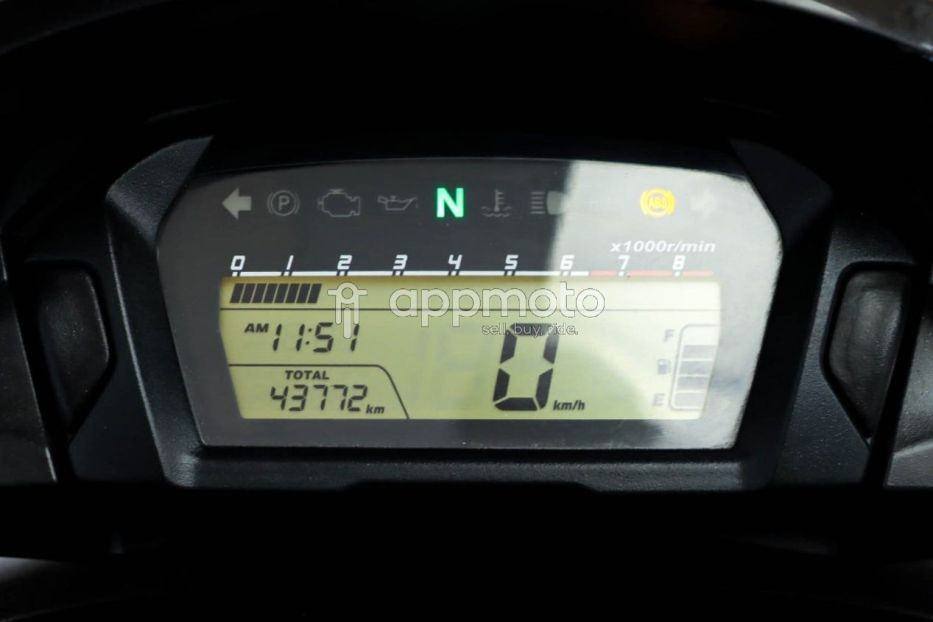 P N ABS
x1000r/min
0 1 2 3 4 5 6 7 8
appmoto
sell. buy. ride.
AM 11:51
TOTAL
43772 km
0 km/h
F
E